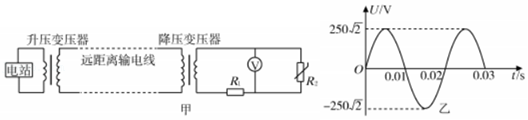 升压变压器
降压变压器
电站
远距离输电线
V
R₁
R₂
甲
U/V
250√2
O
0.01
0.02
0.03
t/s
-250√2
乙